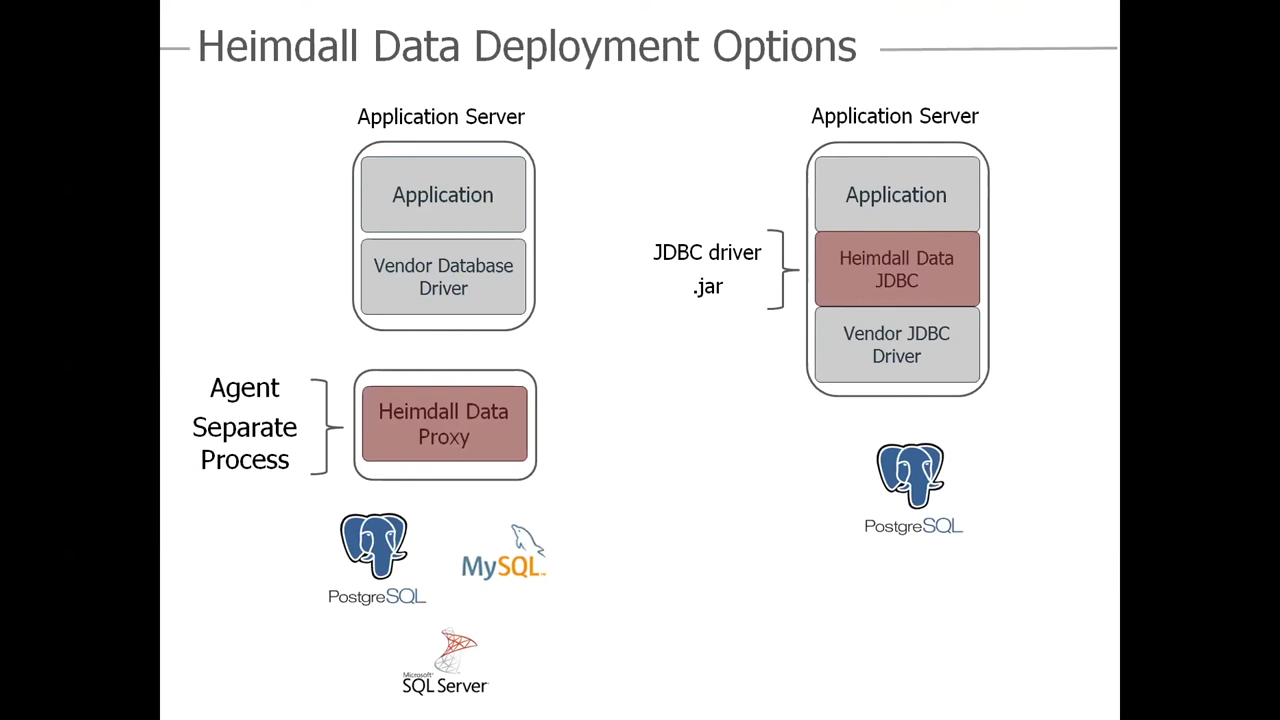 Heimdall Data Deployment Options
Application Server
Application
Vendor Database
Driver
Agent
Separate
Process
Heimdall Data
Proxy
PostgreSQL
MySQL
Microsoft
SQL Server
Application Server
Application
JDBC driver
.jar
Heimdall Data
JDBC
Vendor JDBC
Driver
PostgreSQL